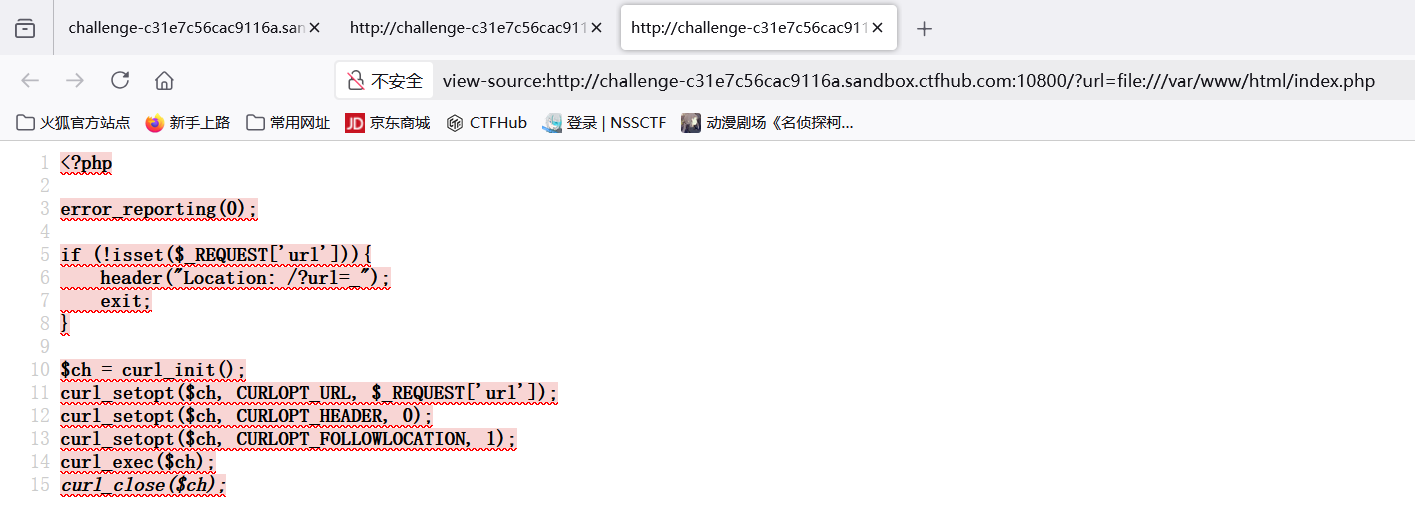 challenge-c31e7c56cac9116a.san
http://challenge-c31e7c56cac911
http://challenge-c31e7c56cac911
不安全
view-source:http://challenge-c31e7c56cac9116a.sandbox.ctfhub.com:10800/?url=file:///var/www/html/index.php
火狐官方站点 新手上路 常用网址 JD 京东商城 CTFHub 登录 | NSSCTF 动漫剧场《名侦探柯...
1 <?php
2
3 error_reporting(0);
4
5 if (!isset($_REQUEST['url'])){
6     header("Location: /?url=_");
7     exit;
8 }
9
10 $ch = curl_init();
11 curl_setopt($ch, CURLOPT_URL, $_REQUEST['url']);
12 curl_setopt($ch, CURLOPT_HEADER, 0);
13 curl_setopt($ch, CURLOPT_FOLLOWLOCATION, 1);
14 curl_exec($ch);
15 curl_close($ch);